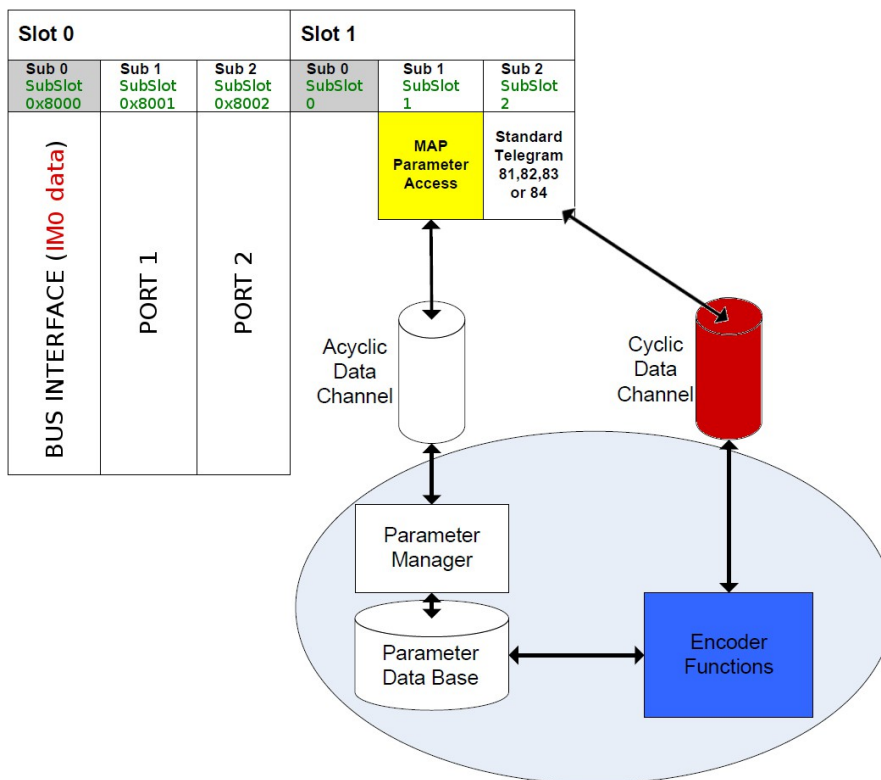 Slot 0
Slot 1
Sub 0
SubSlot
0x8000
Sub 1
SubSlot
0x8001
Sub 2
SubSlot
0x8002
Sub 0
SubSlot
0
Sub 1
SubSlot
1
Sub 2
SubSlot
2
BUS INTERFACE (IM0 data)
PORT 1
PORT 2
MAP
Parameter
Access
Standard
Telegram
81,82,83
or 84
Acyclic
Data
Channel
Cyclic
Data
Channel
Parameter
Manager
Parameter
Data Base
Encoder
Functions